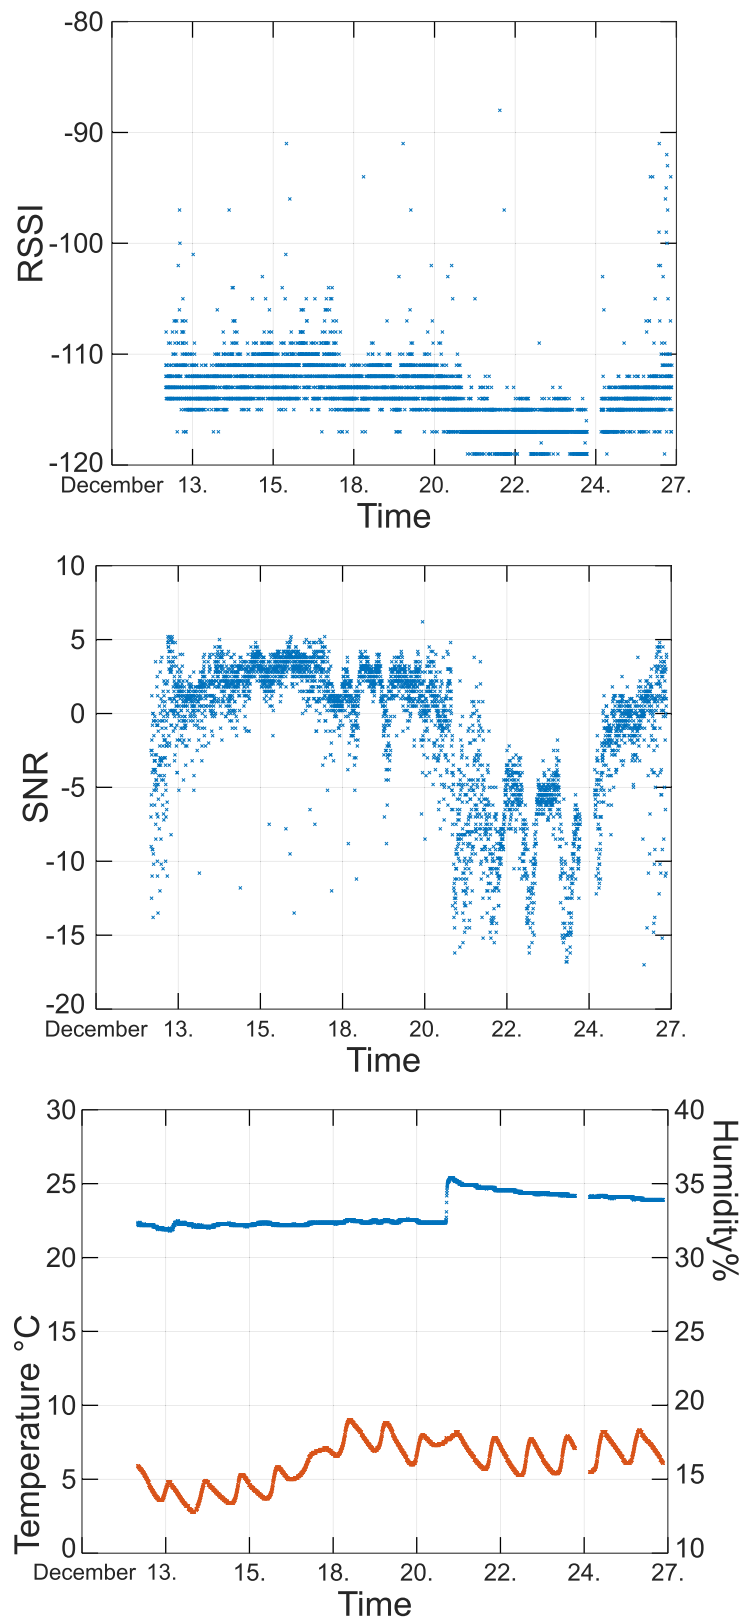 -80
-90
-100
-110
-120
RSSI
December 13. 15. 18. 20. 22. 24. 27.
Time
10
5
0
-5
-10
-15
-20
SNR
December 13. 15. 18. 20. 22. 24. 27.
Time
30 40
25 35
20 30
15 25
10 20
5 15
0 10
Temperature °C
Humidity%
December 13. 15. 18. 20. 22. 24. 27.
Time